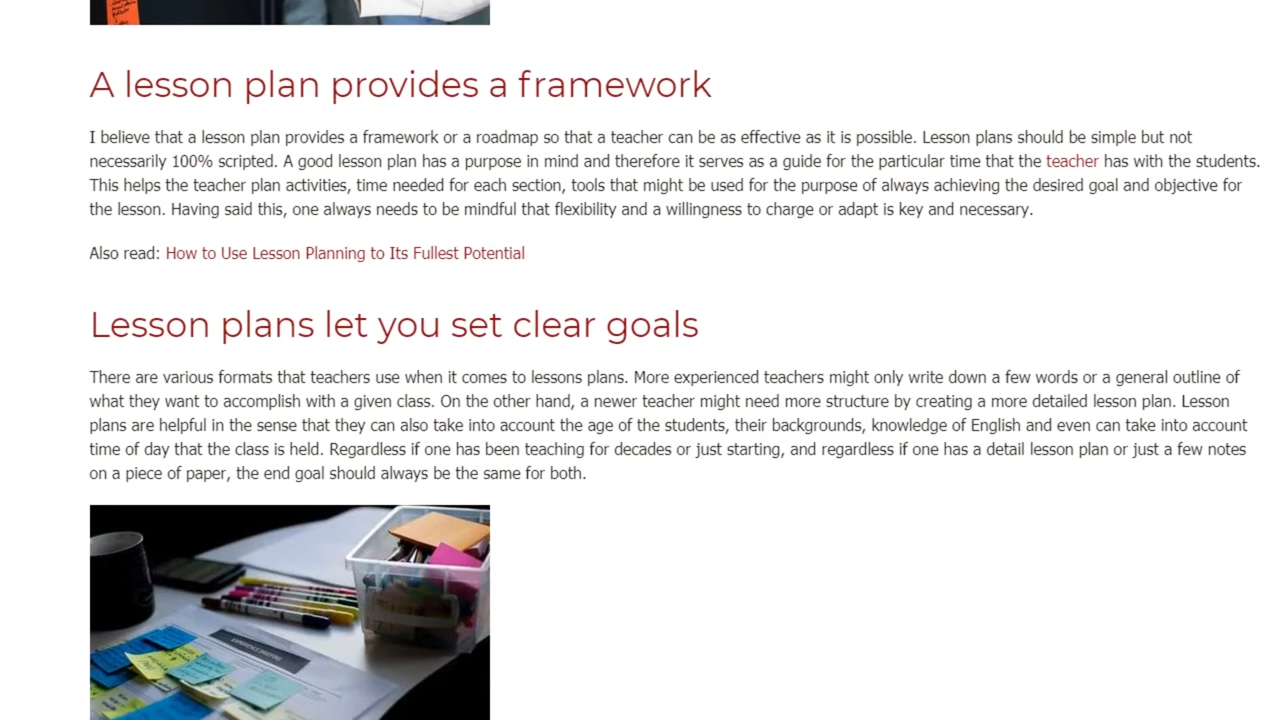 A lesson plan provides a framework
I believe that a lesson plan provides a framework or a roadmap so that a teacher can be as effective as it is possible. Lesson plans should be simple but not
necessarily 100% scripted. A good lesson plan has a purpose in mind and therefore it serves as a guide for the particular time that the teacher has with the students.
This helps the teacher plan activities, time needed for each section, tools that might be used for the purpose of always achieving the desired goal and objective for
the lesson. Having said this, one always needs to be mindful that flexibility and a willingness to charge or adapt is key and necessary.
Also read: How to Use Lesson Planning to Its Fullest Potential
Lesson plans let you set clear goals
There are various formats that teachers use when it comes to lessons plans. More experienced teachers might only write down a few words or a general outline of
what they want to accomplish with a given class. On the other hand, a newer teacher might need more structure by creating a more detailed lesson plan. Lesson
plans are helpful in the sense that they can also take into account the age of the students, their backgrounds, knowledge of English and even can take into account
time of day that the class is held. Regardless if one has been teaching for decades or just starting, and regardless if one has a detail lesson plan or just a few notes
on a piece of paper, the end goal should always be the same for both.
EXPERIENCE BRIEFING